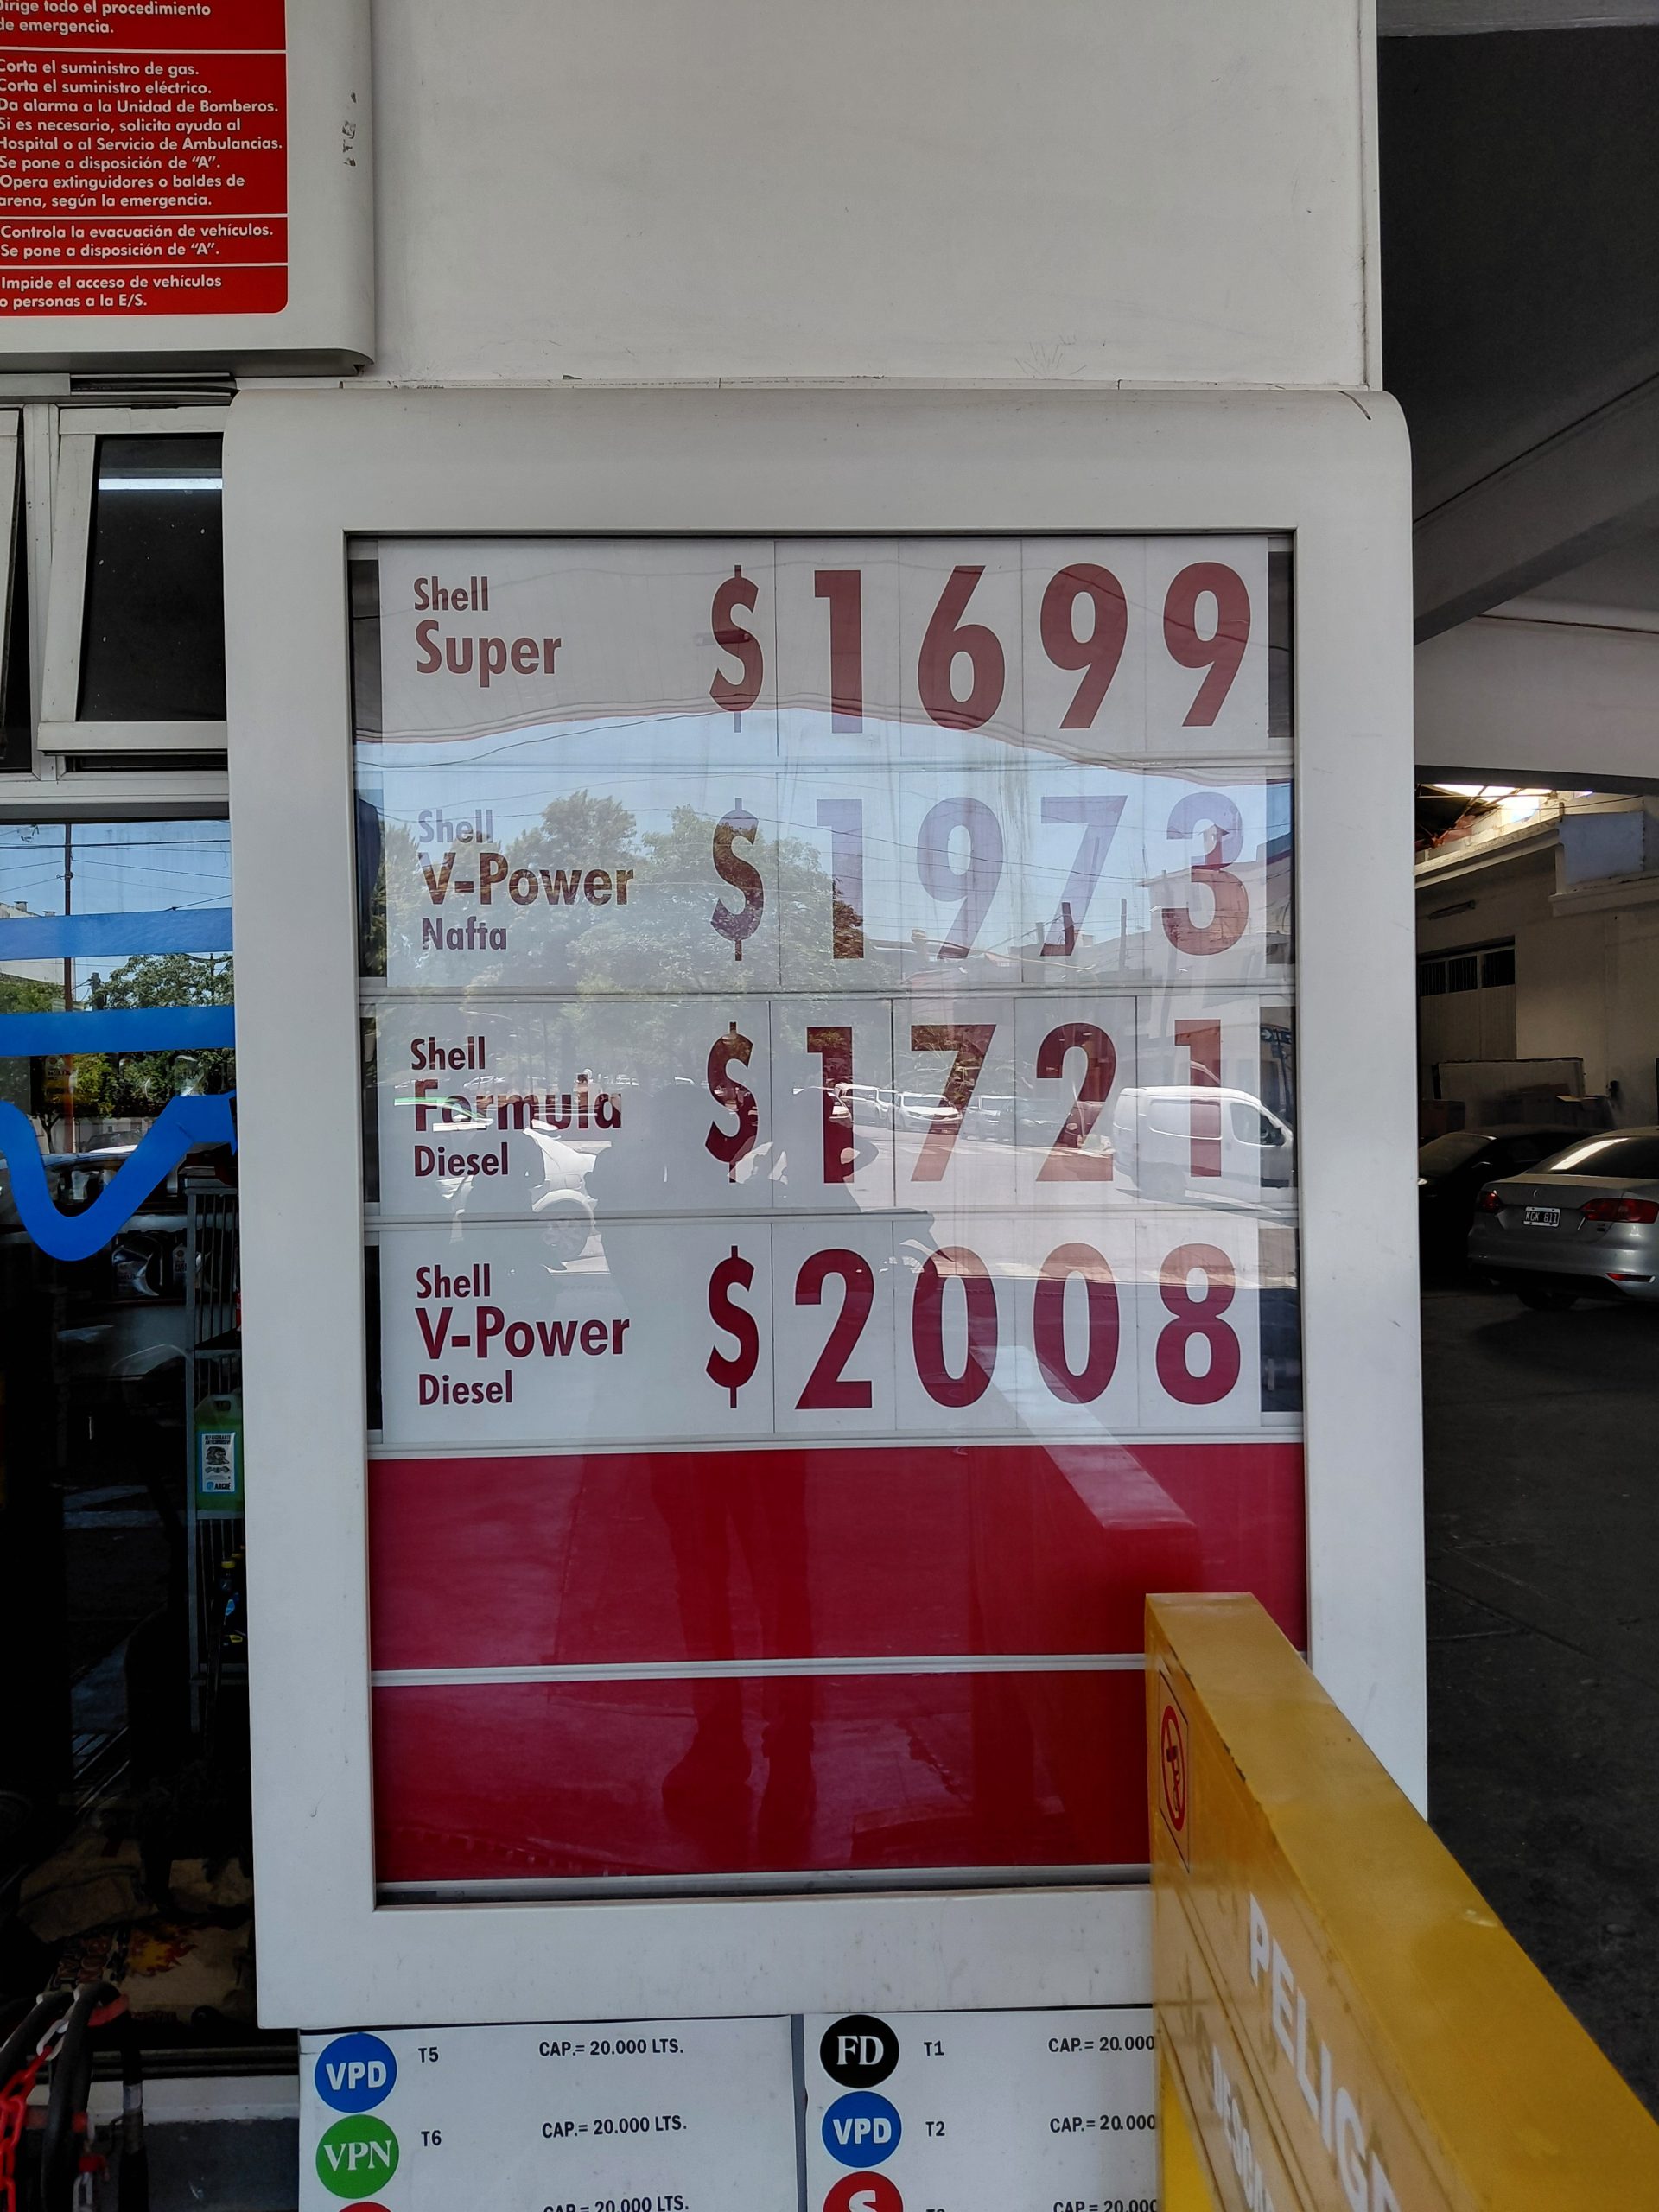 Dirige todo el procedimiento
de emergencia.
Corta el suministro de gas.
Corta el suministro eléctrico.
Da alarma a la Unidad de Bomberos.
Si es necesario, solicita ayuda al
Hospital o al Servicio de Ambulancias.
Se pone a disposición de “A”.
Opera extinguidores o baldes de
arena, según la emergencia.
Controla la evacuación de vehículos.
Se pone a disposición de “A”.
Impide el acceso de vehículos
o personas a la E/S.
Shell
Super
$ 1699
Shell
V-Power
Nafta
$ 1973
Shell
Formula
Diesel
$ 1721
Shell
V-Power
Diesel
$ 2008
KGK 811
VPD T5 CAP.= 20.000 LTS.
VPN T6 CAP.= 20.000 LTS.
CAP.= 20.000 LTS.
FD T1 CAP.= 20.000
VPD T2 CAP.= 20.000
S CAP.= 20.000
PELIG